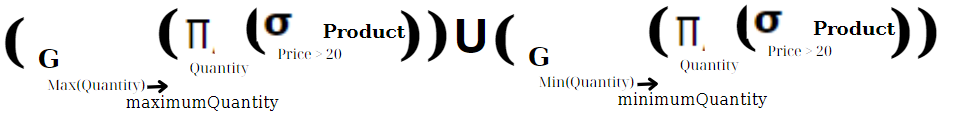 ( G Max(Quantity)→ maximumQuantity (Π Quantity (σ Price > 20 Product))) U ( G Min(Quantity)→ minimumQuantity (Π Quantity (σ Price > 20 Product)))